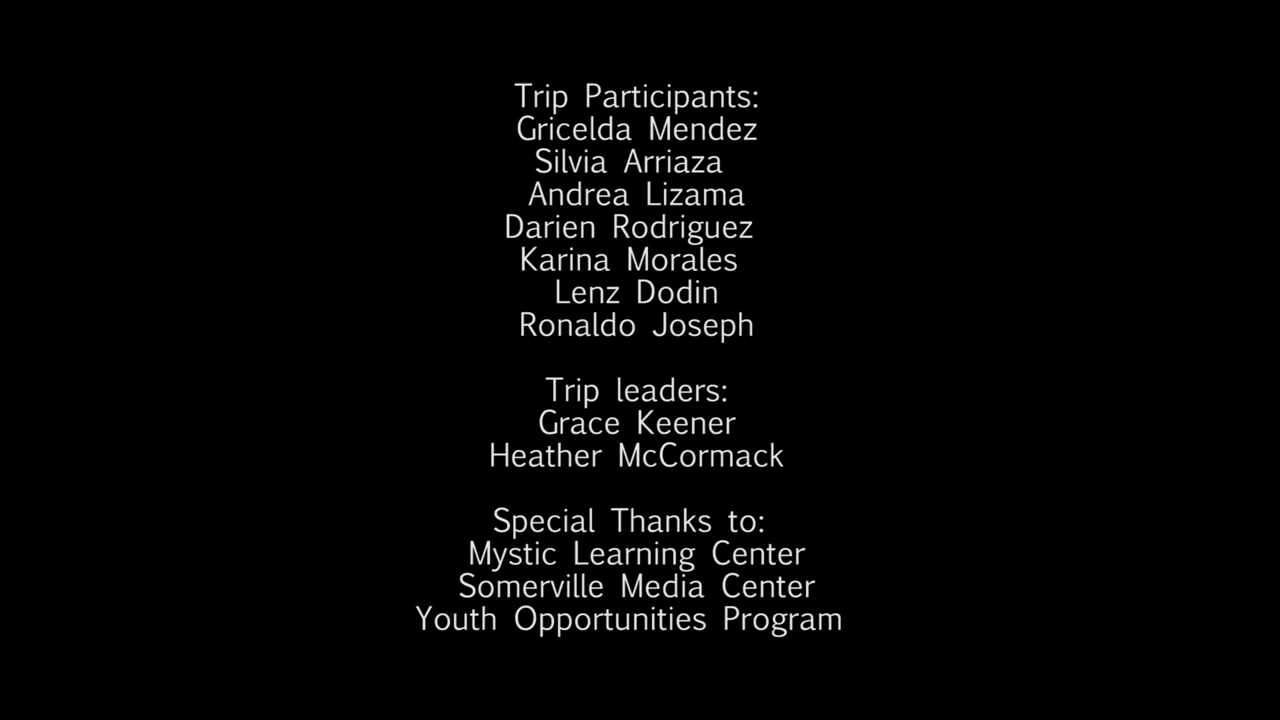 Trip Participants:
Gricelda Mendez
Silvia Arriaza
Andrea Lizama
Darien Rodriguez
Karina Morales
Lenz Dodin
Ronaldo Joseph
Trip leaders:
Grace Keener
Heather McCormack
Special Thanks to:
Mystic Learning Center
Somerville Media Center
Youth Opportunities Program